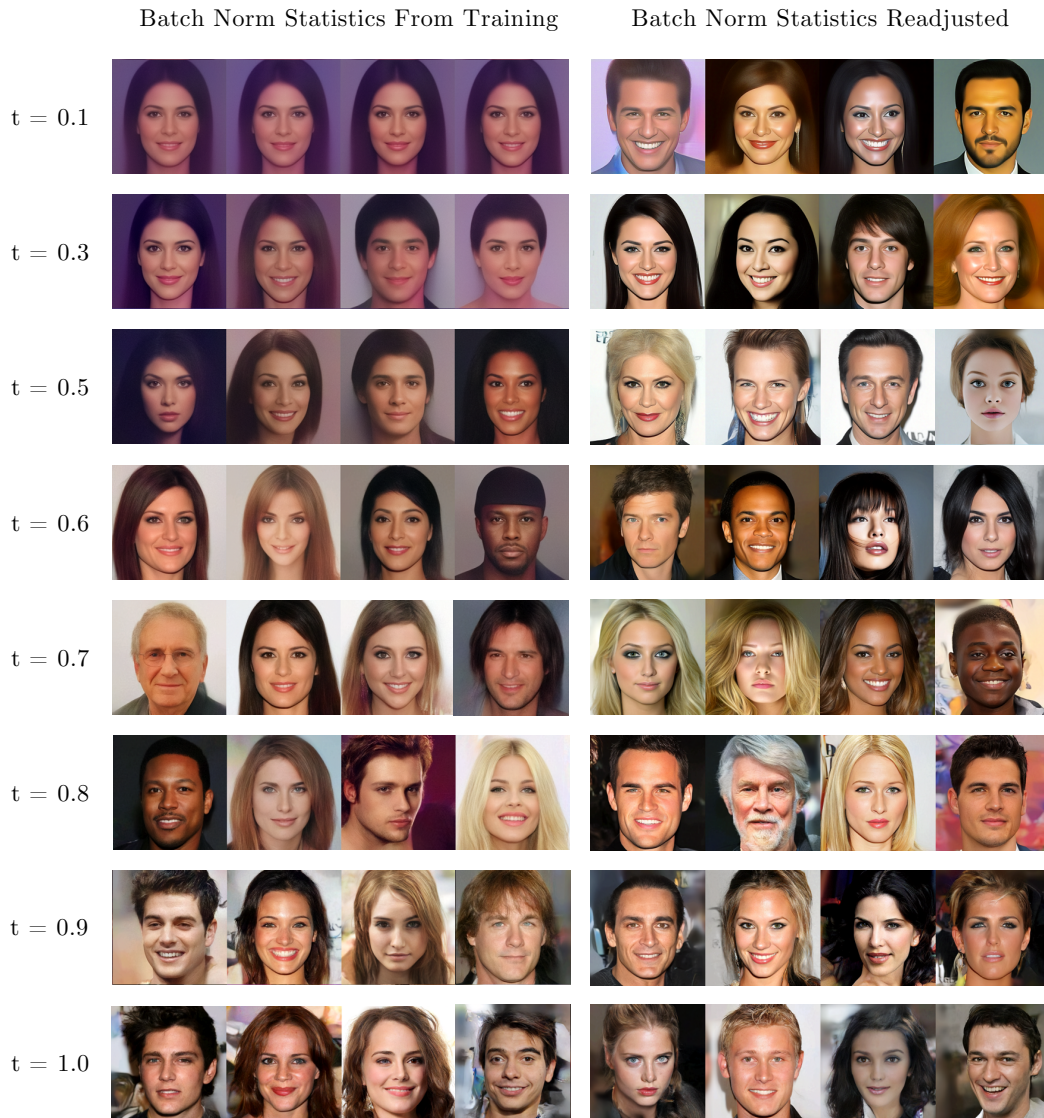 Batch Norm Statistics From Training
Batch Norm Statistics Readjusted
t = 0.1
t = 0.3
t = 0.5
t = 0.6
t = 0.7
t = 0.8
t = 0.9
t = 1.0